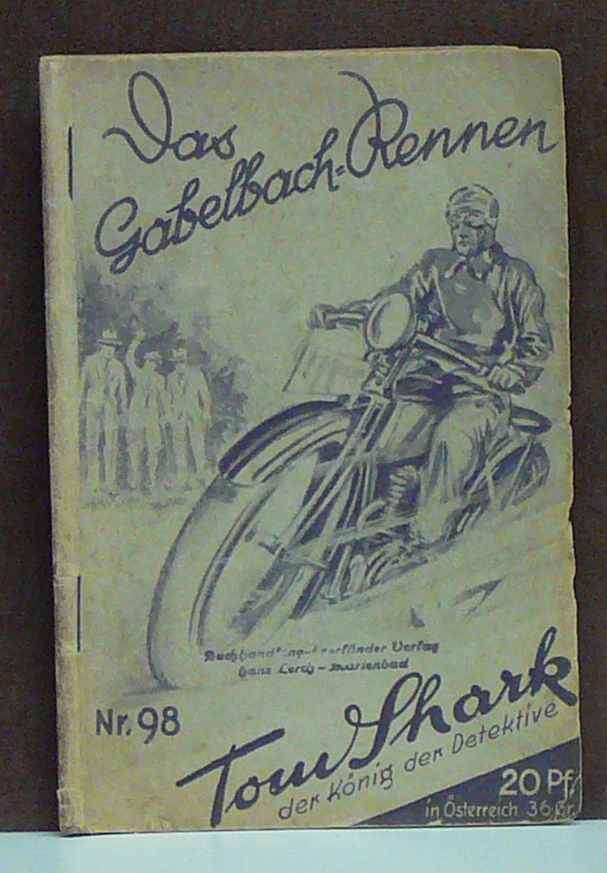 Das
Gabelbach-Rennen
Verlag
Hans Lerch - Marienbad
Nr. 98
Tom Shark
der König der Detektive
20 Pf.
in Österreich 36 Gr.